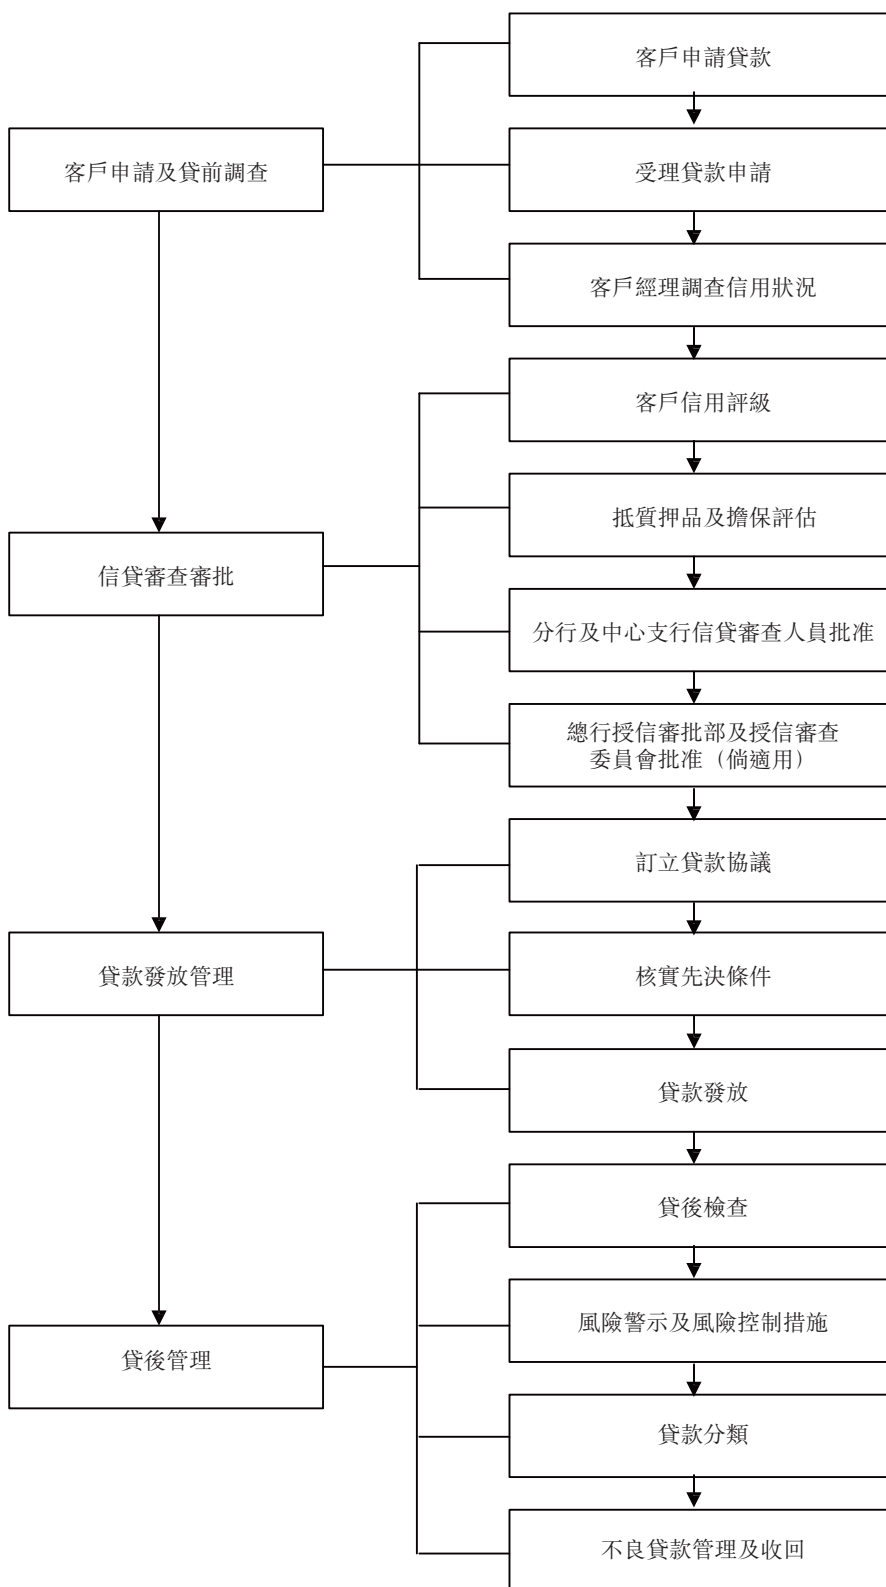 客戶申請貸款
客戶申請及貸前調查
受理貸款申請
客戶經理調查信用狀況
客戶信用評級
抵質押品及擔保評估
信貸審查審批
分行及中心支行信貸審查人員批准
總行授信審批部及授信審查
委員會批准（倘適用）
訂立貸款協議
貸款發放管理
核實先決條件
貸款發放
貸後檢查
風險警示及風險控制措施
貸後管理
貸款分類
不良貸款管理及收回